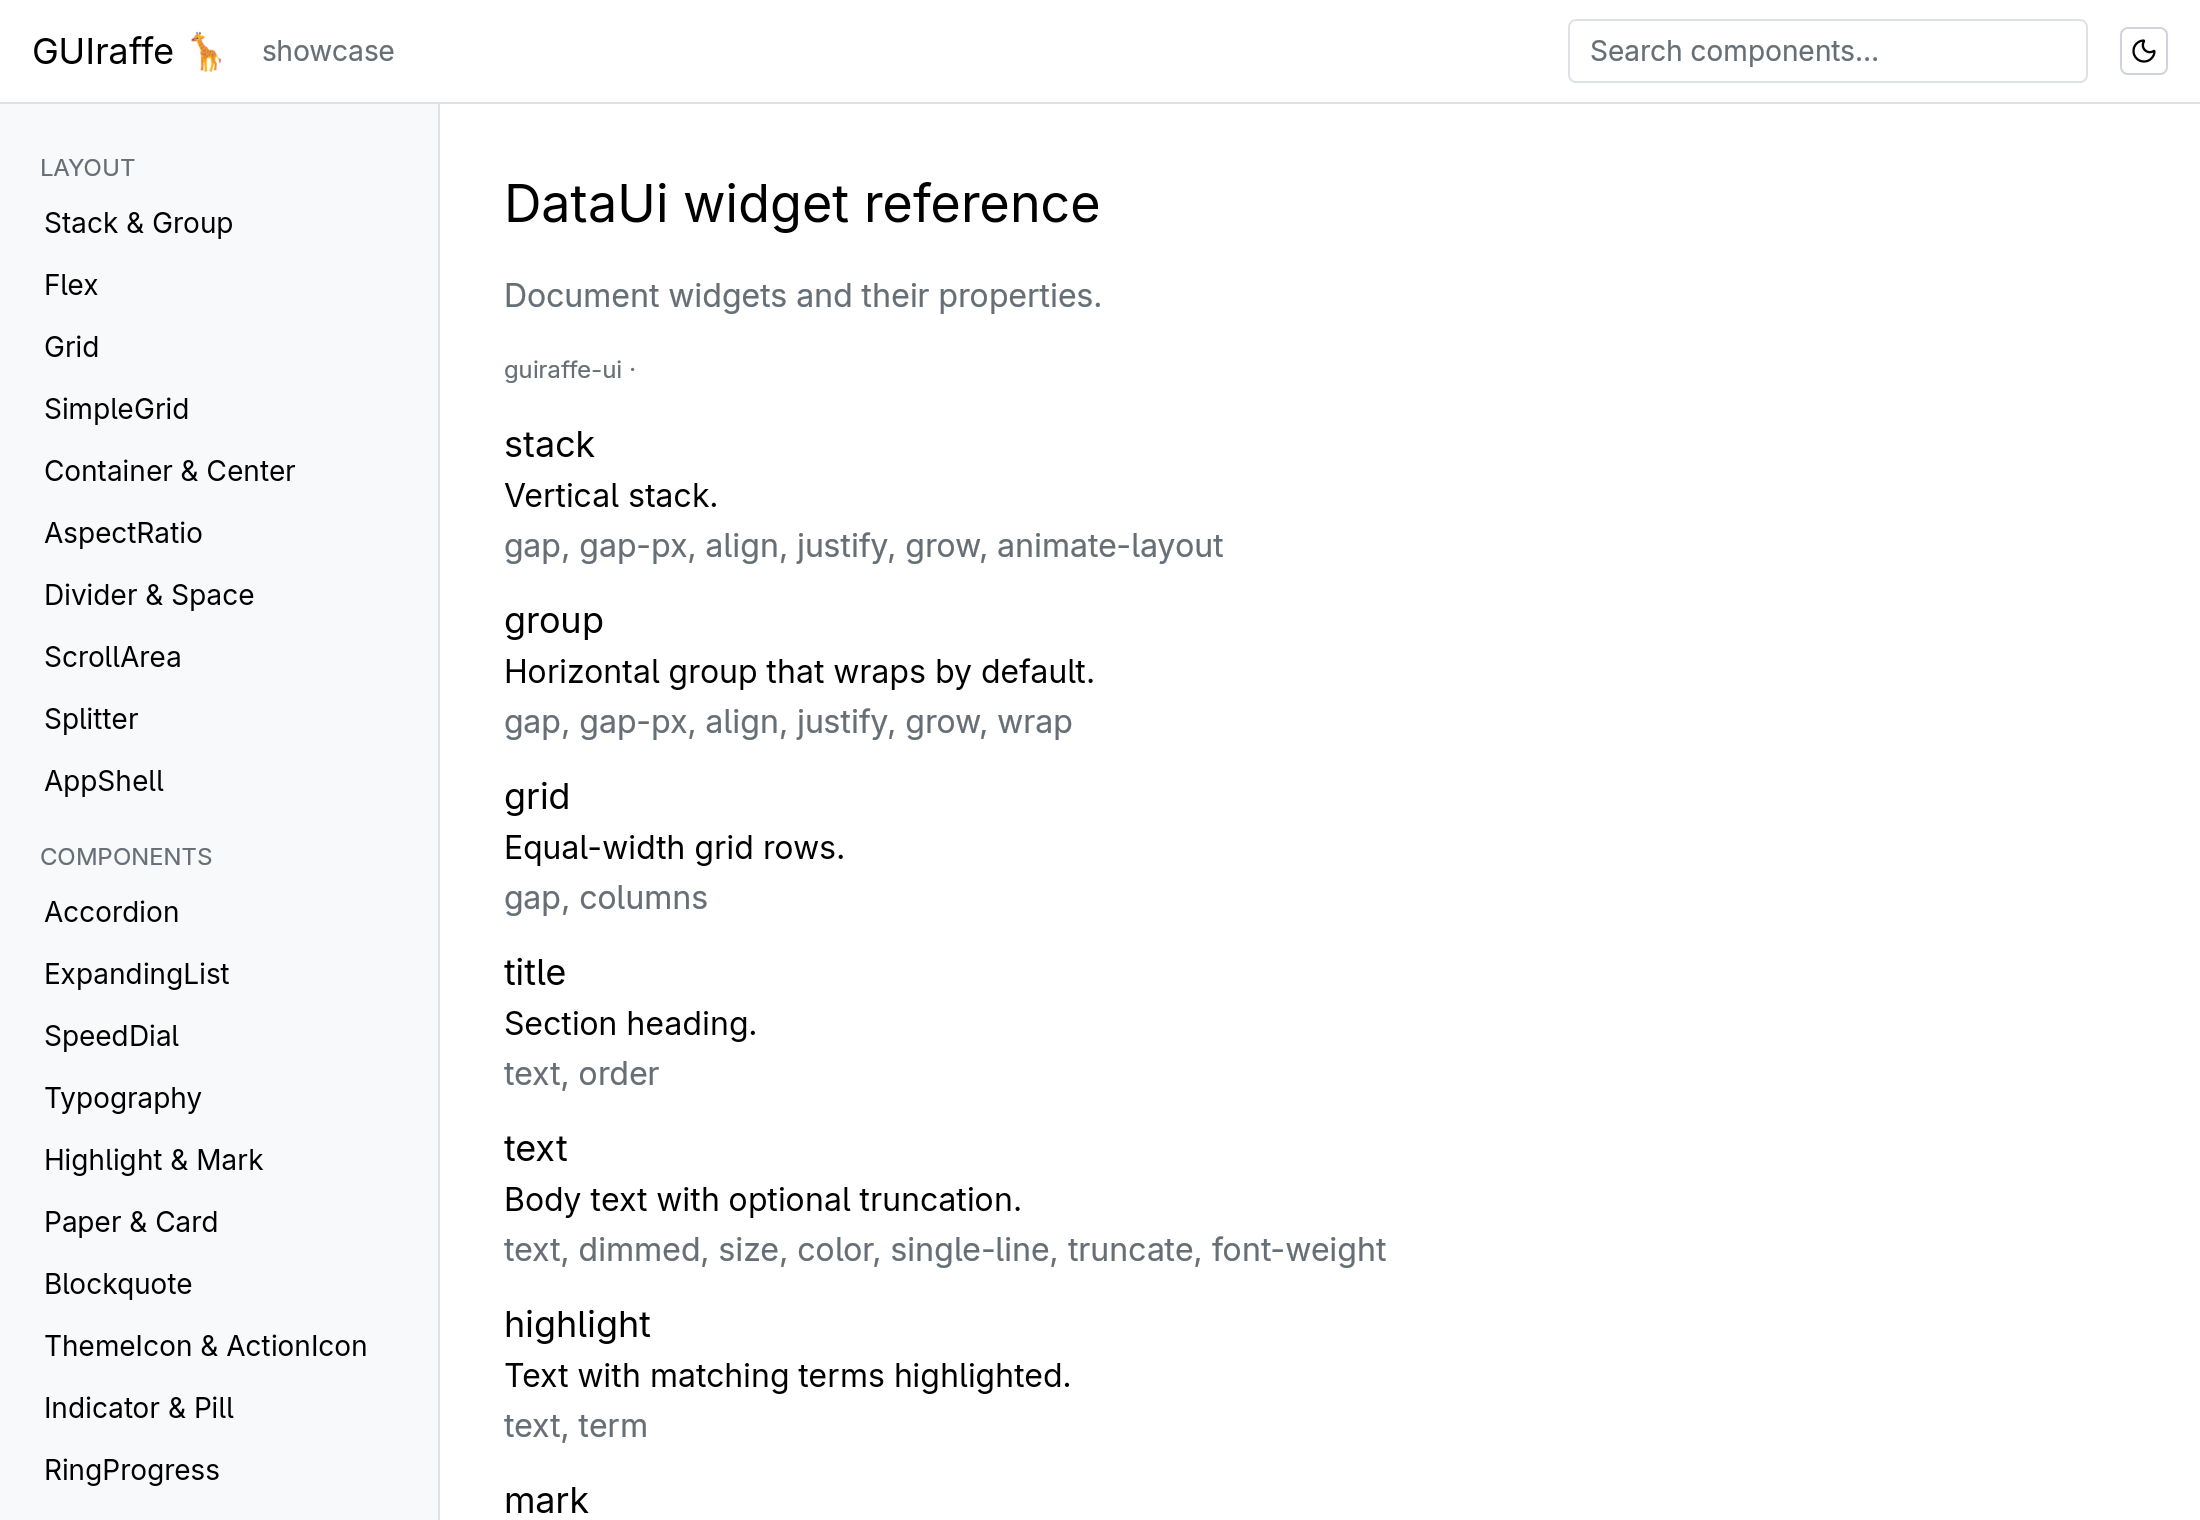 GUIraffe 🦒 showcase
Search components...
LAYOUT
Stack & Group
Flex
Grid
SimpleGrid
Container & Center
AspectRatio
Divider & Space
ScrollArea
Splitter
AppShell
COMPONENTS
Accordion
ExpandingList
SpeedDial
Typography
Highlight & Mark
Paper & Card
Blockquote
ThemeIcon & ActionIcon
Indicator & Pill
RingProgress
DataUi widget reference
Document widgets and their properties.
guiraffe-ui ·
stack
Vertical stack.
gap, gap-px, align, justify, grow, animate-layout
group
Horizontal group that wraps by default.
gap, gap-px, align, justify, grow, wrap
grid
Equal-width grid rows.
gap, columns
title
Section heading.
text, order
text
Body text with optional truncation.
text, dimmed, size, color, single-line, truncate, font-weight
highlight
Text with matching terms highlighted.
text, term
mark